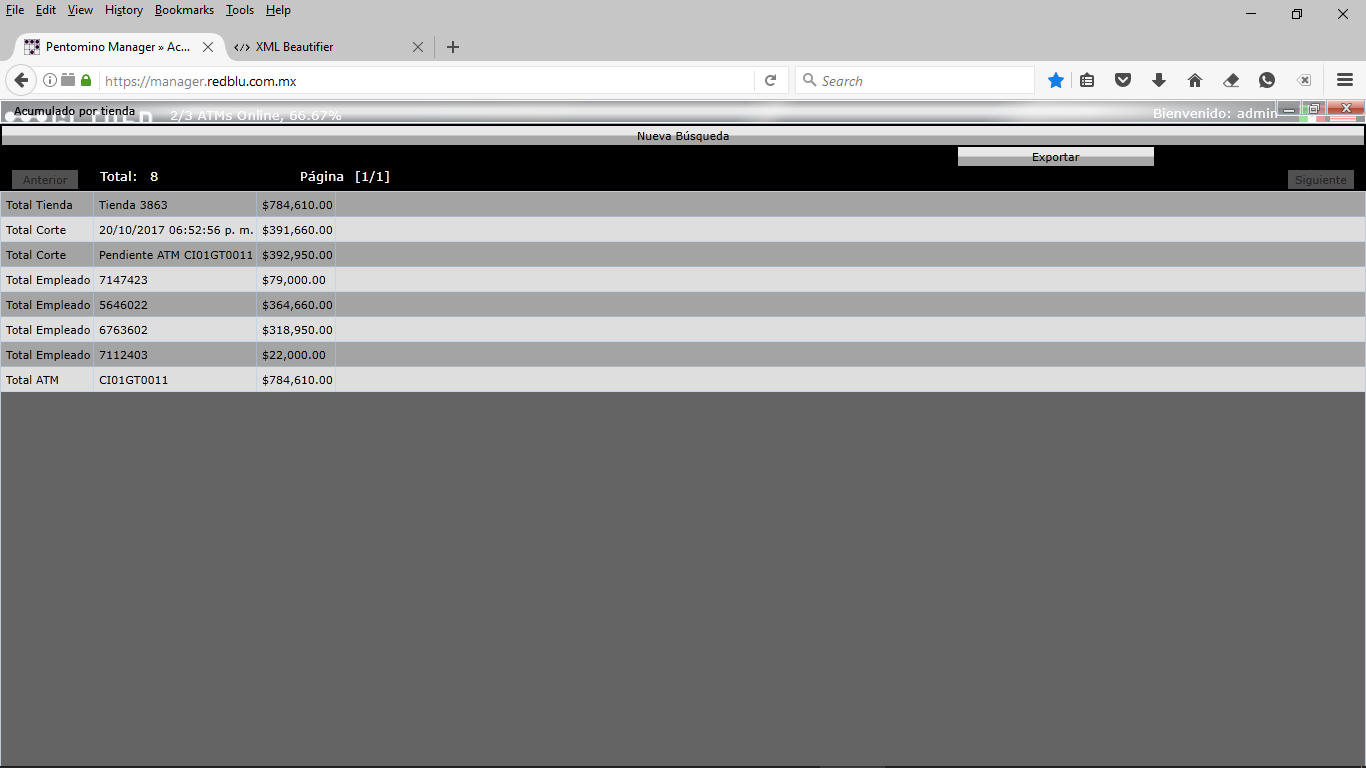 File Edit View History Bookmarks Tools Help
Pentomino Manager » Ac... </> XML Beautifier
https://manager.redblu.com.mx Search
Acumulado por tienda 2/3 ATMs Online, 66.67% Bienvenido: admin
Nueva Búsqueda
Exportar
Anterior Total: 8 Página [1/1] Siguiente
Total Tienda Tienda 3863 $784,610.00
Total Corte 20/10/2017 06:52:56 p. m. $391,660.00
Total Corte Pendiente ATM CI01GT0011 $392,950.00
Total Empleado 7147423 $79,000.00
Total Empleado 5646022 $364,660.00
Total Empleado 6763602 $318,950.00
Total Empleado 7112403 $22,000.00
Total ATM CI01GT0011 $784,610.00